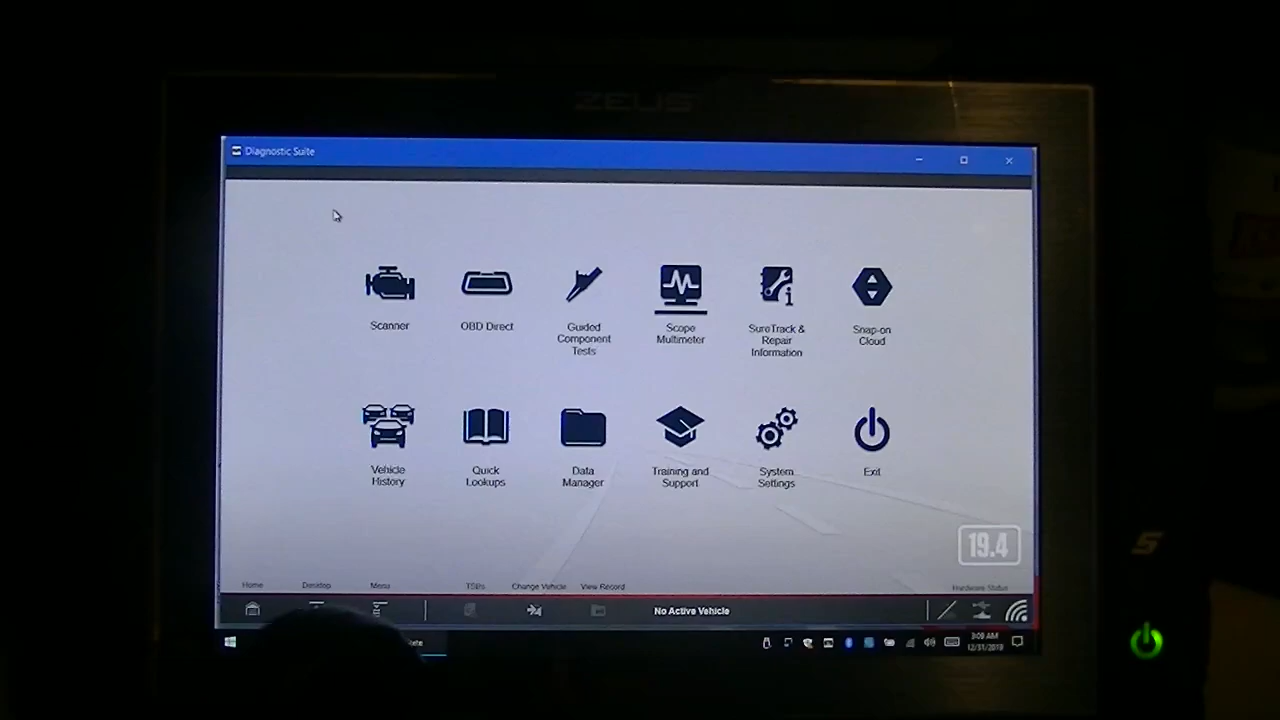 ZEUS
Diagnostic Suite
Scanner
OBD Direct
Guided
Component
Tests
Scope
Multimeter
SureTrack &
Repair
Information
Snap-on
Cloud
Vehicle
History
Quick
Lookups
Data
Manager
Training and
Support
System
Settings
Exit
19.4
Home
Desktop
Menu
TSBs
Change Vehicle
View Record
Hardware Status
No Active Vehicle
3:09 AM
12/31/2019